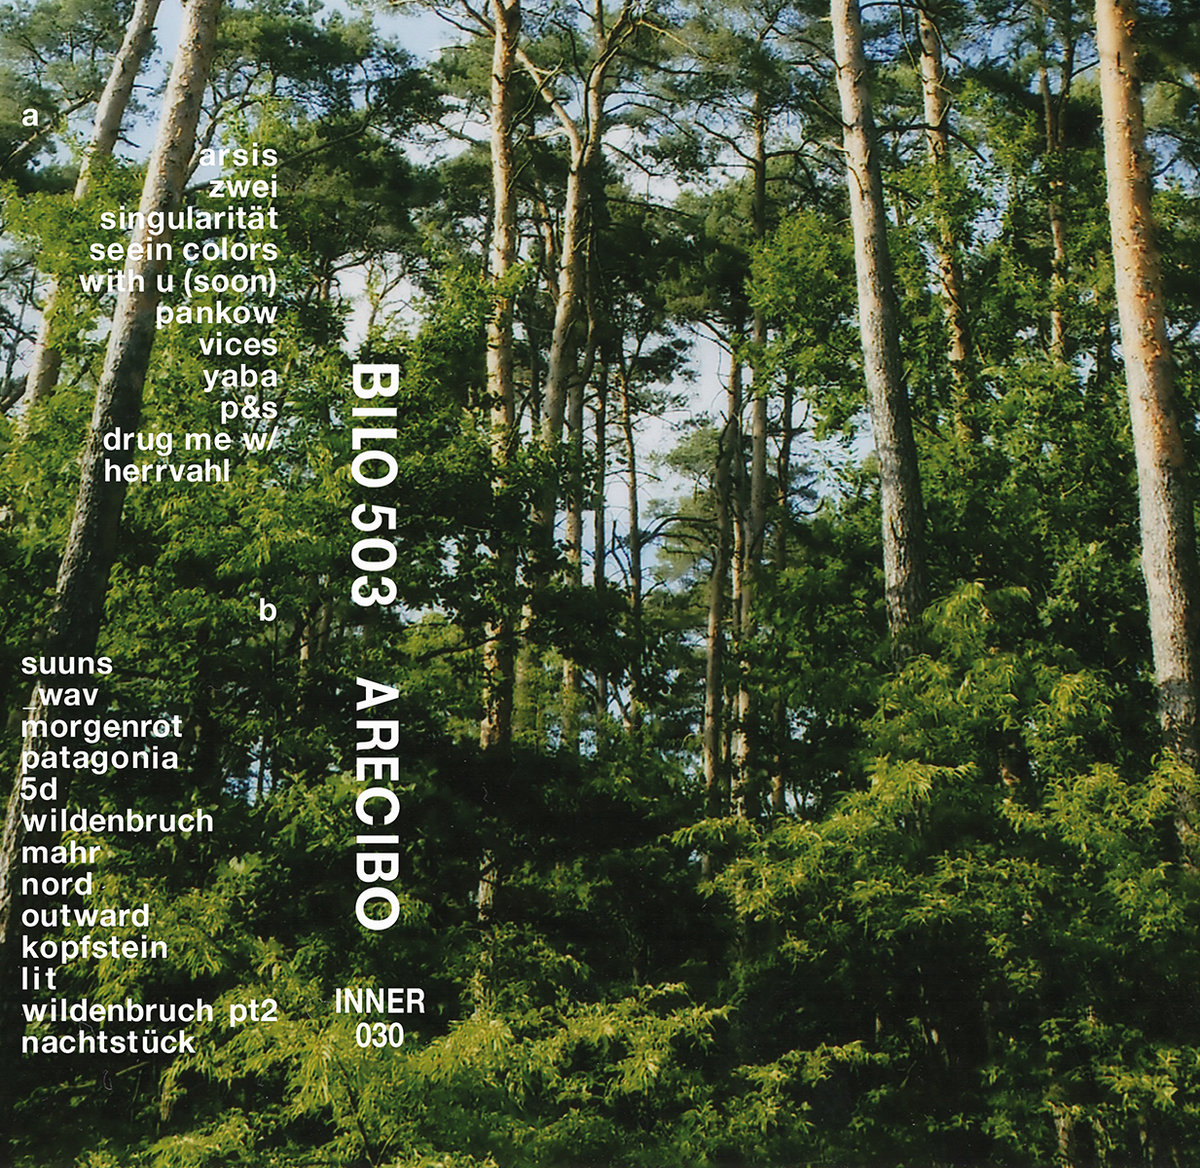 a
arsis
zwei
singularität
seein colors
with u (soon)
pankow
vices
yaba
p&s
drug me w/
herrvahl
b
suuns
_wav
morgenrot
patagonia
5d
wildenbruch
mahr
nord
outward
kopfstein
lit
wildenbruch pt2
nachtstück
BILO 503 ARECIBO
INNER
030